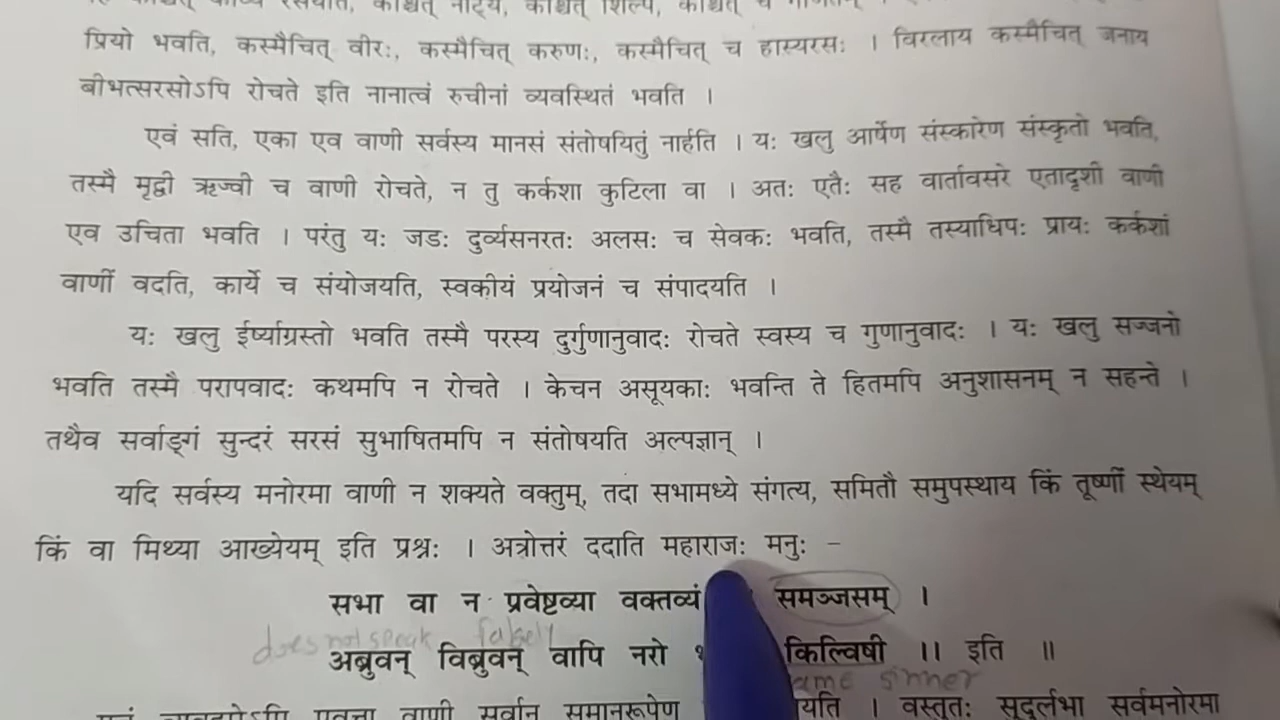 काव्यं रसयति, कश्चित् नाट्यं, कश्चित् शिल्पं, कश्चित् च
प्रियो भवति, कस्मैचित् वीरः, कस्मैचित् करुणः, कस्मैचित् च हास्यरसः । विरलाय कस्मैचित् जनाय
बीभत्सरसोऽपि रोचते इति नानात्वं रुचीनां व्यवस्थितं भवति ।
एवं सति, एका एव वाणी सर्वस्य मानसं संतोषयितुं नार्हति । यः खलु आर्षेण संस्कारेण संस्कृतो भवति,
तस्मै मृद्वी ऋज्वी च वाणी रोचते, न तु कर्कशा कुटिला वा । अतः एतैः सह वार्तावसरे एतादृशी वाणी
एव उचिता भवति । परंतु यः जडः दुर्व्यसनरतः अलसः च सेवकः भवति, तस्मै तस्याधिपः प्रायः कर्कशां
वाणीं वदति, कार्ये च संयोजयति, स्वकीयं प्रयोजनं च संपादयति ।
यः खलु ईर्ष्याग्रस्तो भवति तस्मै परस्य दुर्गुणानुवादः रोचते स्वस्य च गुणानुवादः । यः खलु सज्जनो
भवति तस्मै परापवादः कथमपि न रोचते । केचन असूयकाः भवन्ति ते हितमपि अनुशासनम् न सहन्ते ।
तथैव सर्वाङ्गं सुन्दरं सरसं सुभाषितमपि न संतोषयति अल्पज्ञान् ।
यदि सर्वस्य मनोरमा वाणी न शक्यते वक्तुम्, तदा सभामध्ये संगत्य, समितौ समुपस्थाय किं तूष्णीं स्थेयम्
किं वा मिथ्या आख्येयम् इति प्रश्नः । अत्रोत्तरं ददाति महाराजः मनुः –
सभा वा न प्रवेष्टव्या वक्तव्यं समञ्जसम् ।
does not speak falsely
अब्रुवन् विब्रुवन् वापि नरो किल्विषी ।। इति ॥
sinner
वाणी सर्वान् समानरूपेण । वस्तुतः सुदुर्लभा सर्वमनोरमा